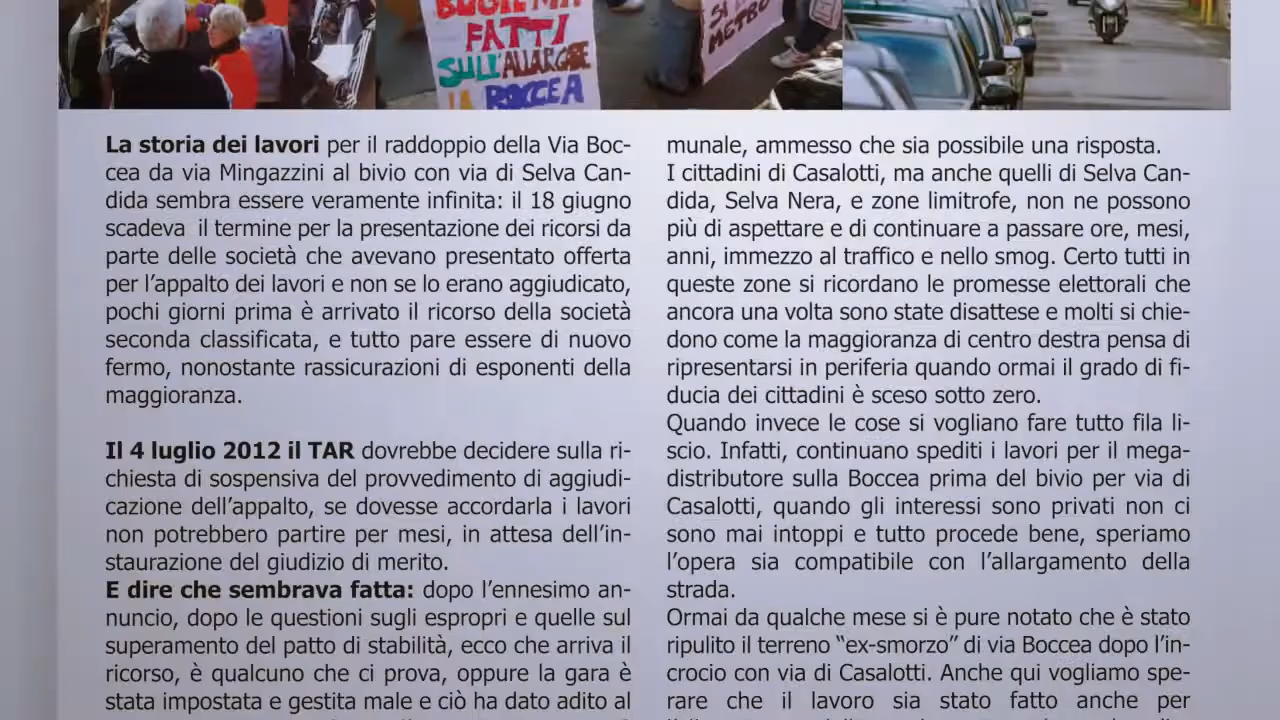 FATTI
SULL'ALLARGARE
LA BOCCEA
SI
METRO
La storia dei lavori per il raddoppio della Via Boc-
cea da via Mingazzini al bivio con via di Selva Can-
dida sembra essere veramente infinita: il 18 giugno
scadeva il termine per la presentazione dei ricorsi da
parte delle società che avevano presentato offerta
per l'appalto dei lavori e non se lo erano aggiudicato,
pochi giorni prima è arrivato il ricorso della società
seconda classificata, e tutto pare essere di nuovo
fermo, nonostante rassicurazioni di esponenti della
maggioranza.
Il 4 luglio 2012 il TAR dovrebbe decidere sulla ri-
chiesta di sospensiva del provvedimento di aggiudi-
cazione dell'appalto, se dovesse accordarla i lavori
non potrebbero partire per mesi, in attesa dell'in-
staurazione del giudizio di merito.
E dire che sembrava fatta: dopo l'ennesimo an-
nuncio, dopo le questioni sugli espropri e quelle sul
superamento del patto di stabilità, ecco che arriva il
ricorso, è qualcuno che ci prova, oppure la gara è
stata impostata e gestita male e ciò ha dato adito al
munale, ammesso che sia possibile una risposta.
I cittadini di Casalotti, ma anche quelli di Selva Can-
dida, Selva Nera, e zone limitrofe, non ne possono
più di aspettare e di continuare a passare ore, mesi,
anni, immezzo al traffico e nello smog. Certo tutti in
queste zone si ricordano le promesse elettorali che
ancora una volta sono state disattese e molti si chie-
dono come la maggioranza di centro destra pensa di
ripresentarsi in periferia quando ormai il grado di fi-
ducia dei cittadini è sceso sotto zero.
Quando invece le cose si vogliano fare tutto fila li-
scio. Infatti, continuano spediti i lavori per il mega-
distributore sulla Boccea prima del bivio per via di
Casalotti, quando gli interessi sono privati non ci
sono mai intoppi e tutto procede bene, speriamo
l'opera sia compatibile con l'allargamento della
strada.
Ormai da qualche mese si è pure notato che è stato
ripulito il terreno "ex-smorzo" di via Boccea dopo l'in-
crocio con via di Casalotti. Anche qui vogliamo spe-
rare che il lavoro sia stato fatto anche per